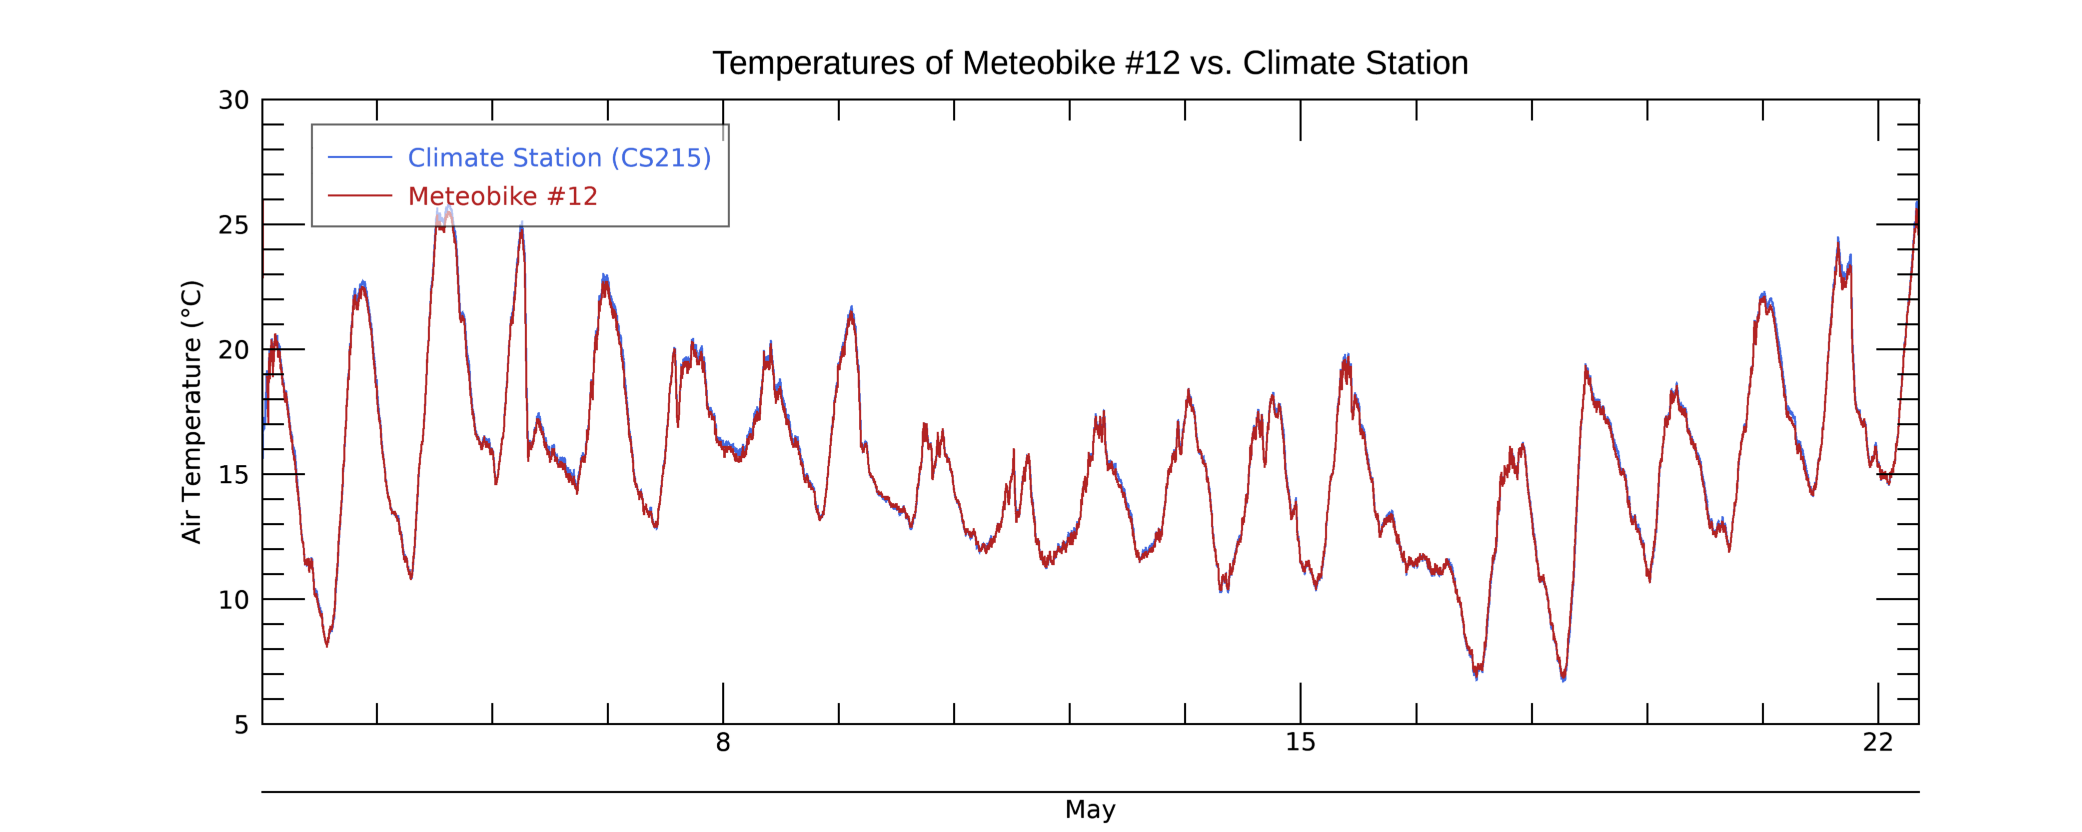 Temperatures of Meteobike #12 vs. Climate Station
30
25
20
15
10
5
Air Temperature (°C)
Climate Station (CS215)
Meteobike #12
8
15
22
May